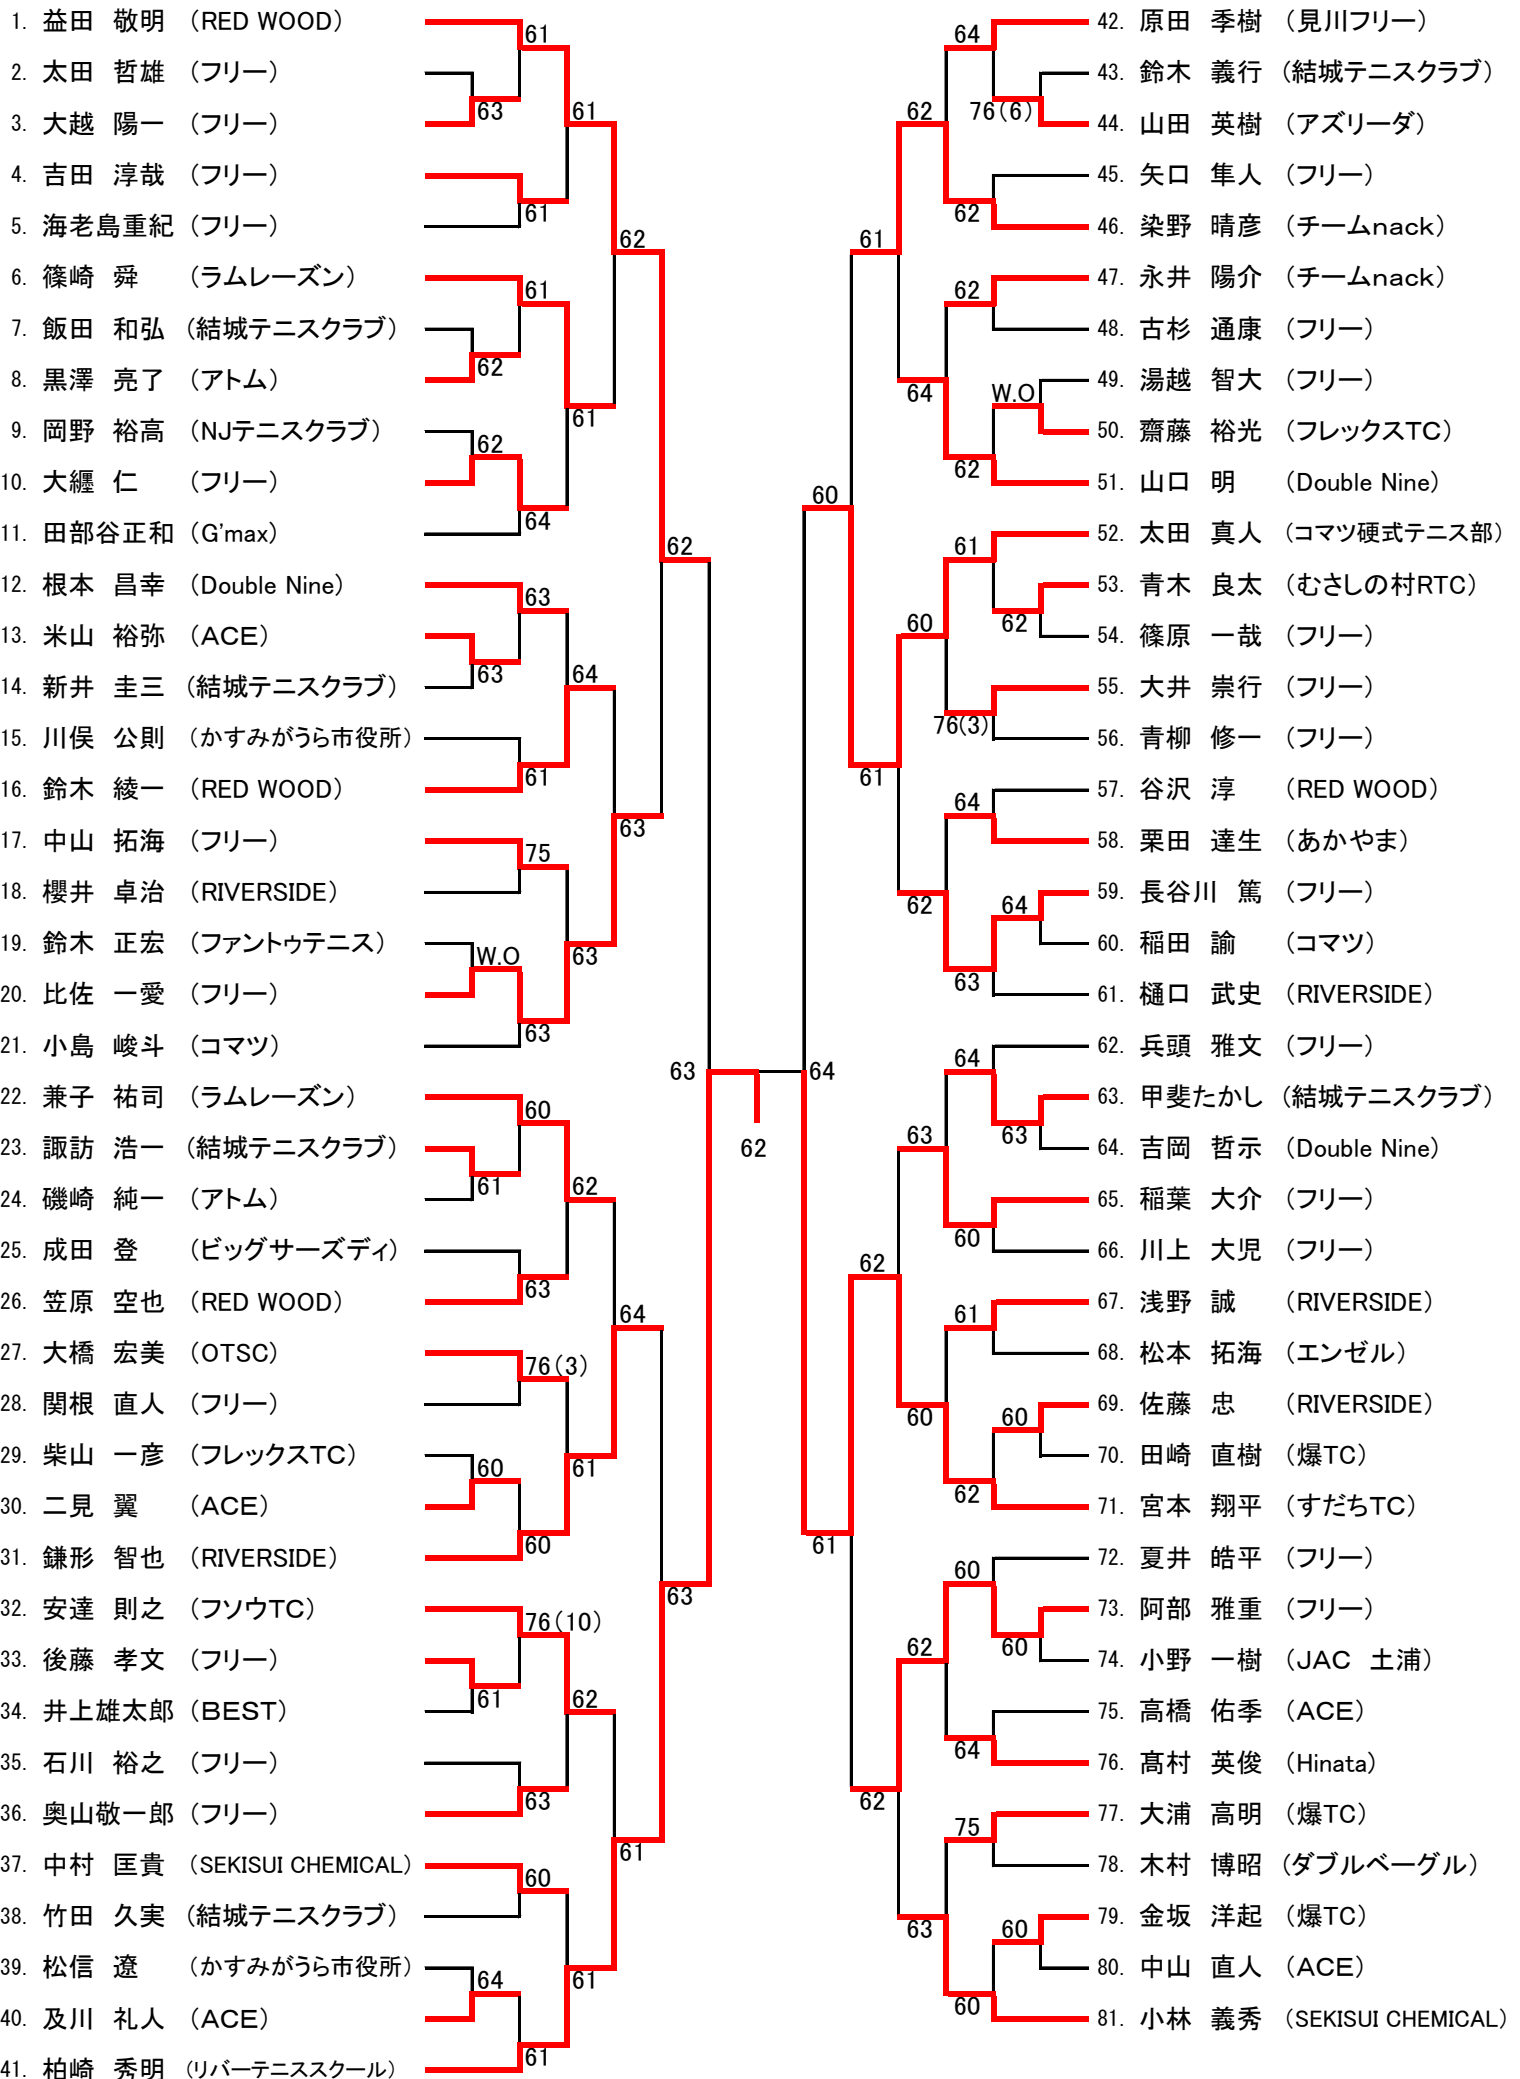 1. 益田 敬明 （RED WOOD）
2. 太田 哲雄 （フリー）
3. 大越 陽一 （フリー）
4. 吉田 淳哉 （フリー）
5. 海老島重紀 （フリー）
6. 篠崎 舜 （ラムレーズン）
7. 飯田 和弘 （結城テニスクラブ）
8. 黒澤 亮了 （アトム）
9. 岡野 裕高 （NJテニスクラブ）
10. 大纒 仁 （フリー）
11. 田部谷正和 （G'max）
12. 根本 昌幸 （Double Nine）
13. 米山 裕弥 （ACE）
14. 新井 圭三 （結城テニスクラブ）
15. 川俣 公則 （かすみがうら市役所）
16. 鈴木 綾一 （RED WOOD）
17. 中山 拓海 （フリー）
18. 櫻井 卓治 （RIVERSIDE）
19. 鈴木 正宏 （ファントゥテニス）
20. 比佐 一愛 （フリー）
21. 小島 峻斗 （コマツ）
22. 兼子 祐司 （ラムレーズン）
23. 諏訪 浩一 （結城テニスクラブ）
24. 磯崎 純一 （アトム）
25. 成田 登 （ビッグサーズディ）
26. 笠原 空也 （RED WOOD）
27. 大橋 宏美 （OTSC）
28. 関根 直人 （フリー）
29. 柴山 一彦 （フレックスTC）
30. 二見 翼 （ACE）
31. 鎌形 智也 （RIVERSIDE）
32. 安達 則之 （フソウTC）
33. 後藤 孝文 （フリー）
34. 井上雄太郎 （BEST）
35. 石川 裕之 （フリー）
36. 奥山敬一郎 （フリー）
37. 中村 匡貴 （SEKISUI CHEMICAL）
38. 竹田 久実 （結城テニスクラブ）
39. 松信 遼 （かすみがうら市役所）
40. 及川 礼人 （ACE）
41. 柏崎 秀明 （リバーテニススクール）
61
63
61
61
62
61
62
61
62
64
62
63
63
64
61
63
75
W.O
63
63
63
60
61
62
63
64
76(3)
60
61
60
63
76(10)
61
62
63
61
60
64
61
61
62
64
76(6)
62
62
61
62
64
W.O
62
60
61
62
60
76(3)
61
64
62
64
63
64
64
63
63
60
62
61
60
60
62
61
60
60
62
64
62
75
63
60
60
42. 原田 季樹 （見川フリー）
43. 鈴木 義行 （結城テニスクラブ）
44. 山田 英樹 （アズリーダ）
45. 矢口 隼人 （フリー）
46. 染野 晴彦 （チームnack）
47. 永井 陽介 （チームnack）
48. 古杉 通康 （フリー）
49. 湯越 智大 （フリー）
50. 齋藤 裕光 （フレックスTC）
51. 山口 明 （Double Nine）
52. 太田 真人 （コマツ硬式テニス部）
53. 青木 良太 （むさしの村RTC）
54. 篠原 一哉 （フリー）
55. 大井 崇行 （フリー）
56. 青柳 修一 （フリー）
57. 谷沢 淳 （RED WOOD）
58. 栗田 達生 （あかやま）
59. 長谷川 篤 （フリー）
60. 稲田 諭 （コマツ）
61. 樋口 武史 （RIVERSIDE）
62. 兵頭 雅文 （フリー）
63. 甲斐たかし （結城テニスクラブ）
64. 吉岡 哲示 （Double Nine）
65. 稲葉 大介 （フリー）
66. 川上 大児 （フリー）
67. 浅野 誠 （RIVERSIDE）
68. 松本 拓海 （エンゼル）
69. 佐藤 忠 （RIVERSIDE）
70. 田崎 直樹 （爆TC）
71. 宮本 翔平 （すだちTC）
72. 夏井 皓平 （フリー）
73. 阿部 雅重 （フリー）
74. 小野 一樹 （JAC 土浦）
75. 高橋 佑季 （ACE）
76. 髙村 英俊 （Hinata）
77. 大浦 高明 （爆TC）
78. 木村 博昭 （ダブルベーグル）
79. 金坂 洋起 （爆TC）
80. 中山 直人 （ACE）
81. 小林 義秀 （SEKISUI CHEMICAL）